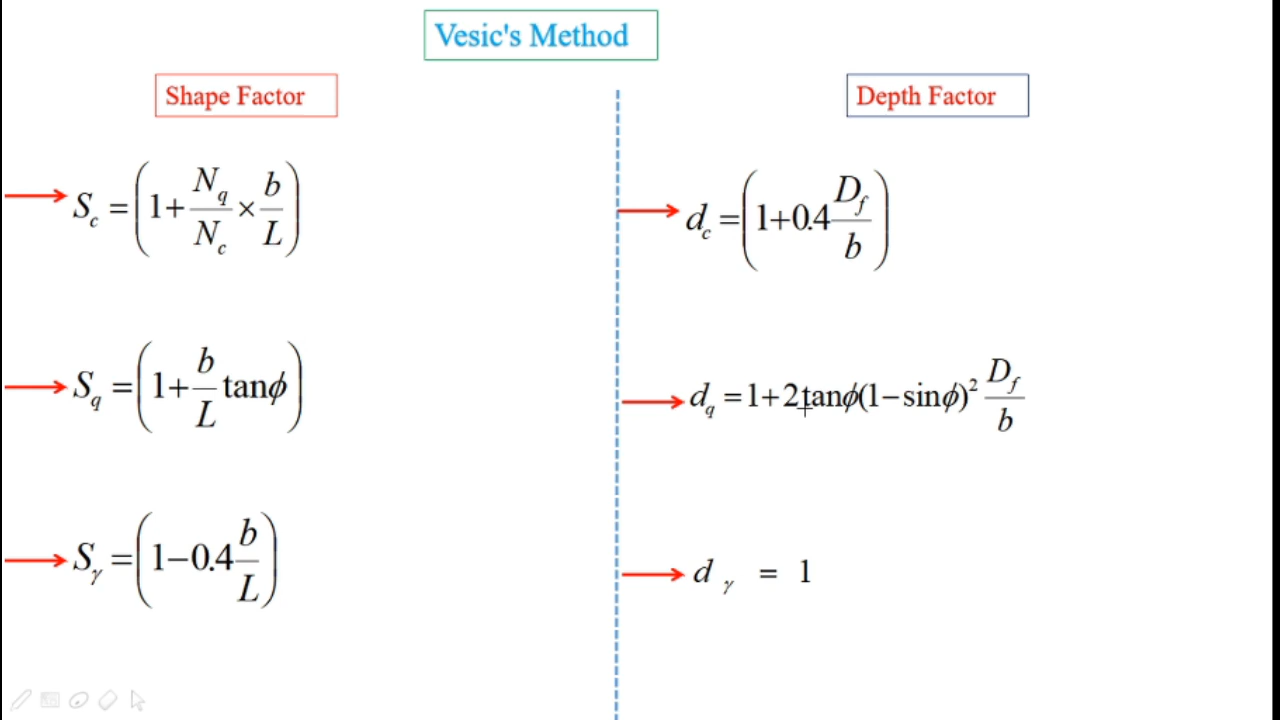 Vesic's Method
Shape Factor
S_c = (1+ N_q/N_c × b/L)
S_q = (1+ b/L tanϕ)
S_γ = (1−0.4 b/L)
Depth Factor
d_c = (1+0.4 D_f/b)
d_q = 1+2tanϕ(1−sinϕ)² D_f/b
d_γ = 1